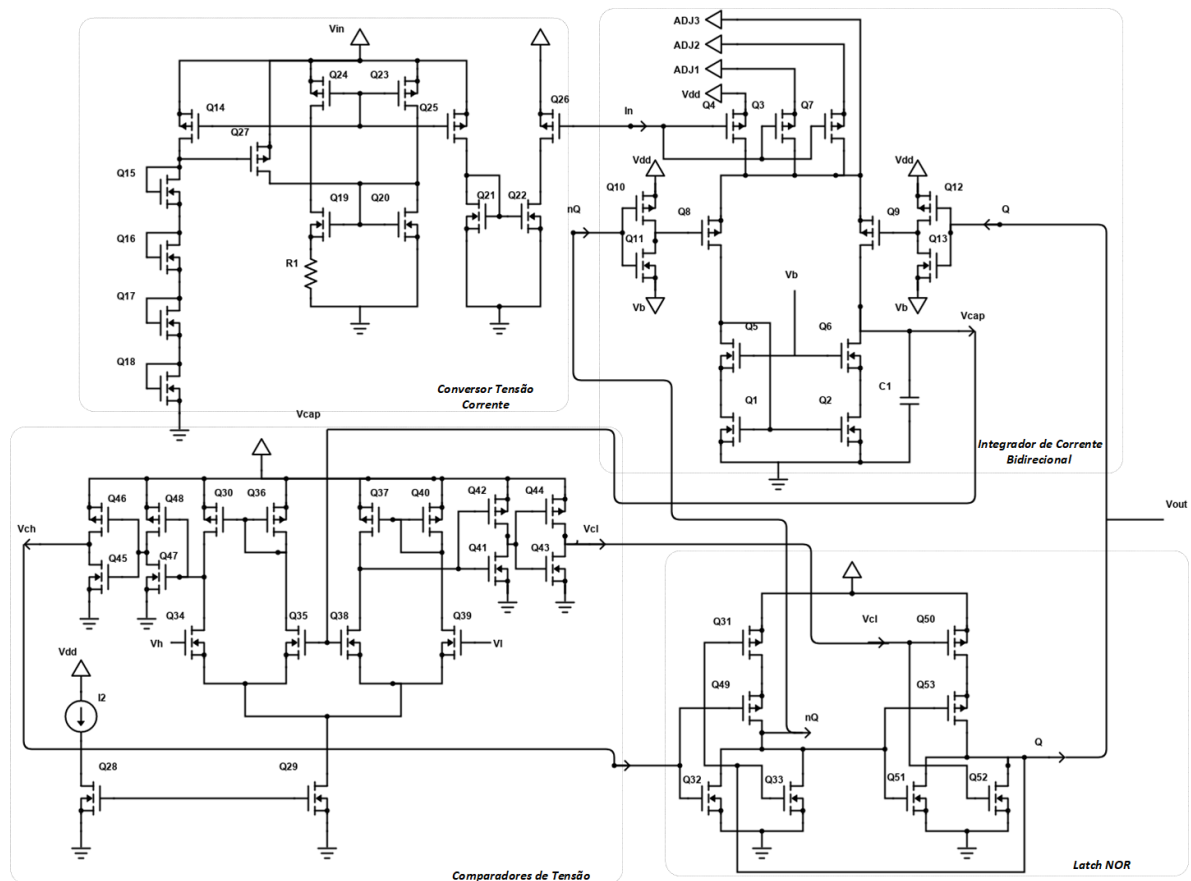 Vin
Q24
Q23
Q25
Q14
Q27
Q15
Q16
Q17
Q18
Q19
Q20
Q21
Q22
Q26
R1
Conversor Tensão
Corrente
ADJ3
ADJ2
ADJ1
Vdd
In
Q4
Q3
Q7
Vdd
Q10
nQ
Q11
Vb
Q8
Q9
Vdd
Q12
Q
Q13
Vb
Vb
Q5
Q6
Vcap
Q1
Q2
C1
Integrador de Corrente
Bidirecional
Vcap
Q46
Q48
Q30
Q36
Q37
Q40
Q42
Q44
Vch
Vcl
Q45
Q47
Q41
Q43
Q34
Q35
Q38
Q39
Vh
Vl
Vdd
I2
Q28
Q29
Comparadores de Tensão
Vout
Q31
Vcl
Q50
Q49
Q53
nQ
Q
Q32
Q33
Q51
Q52
Latch NOR